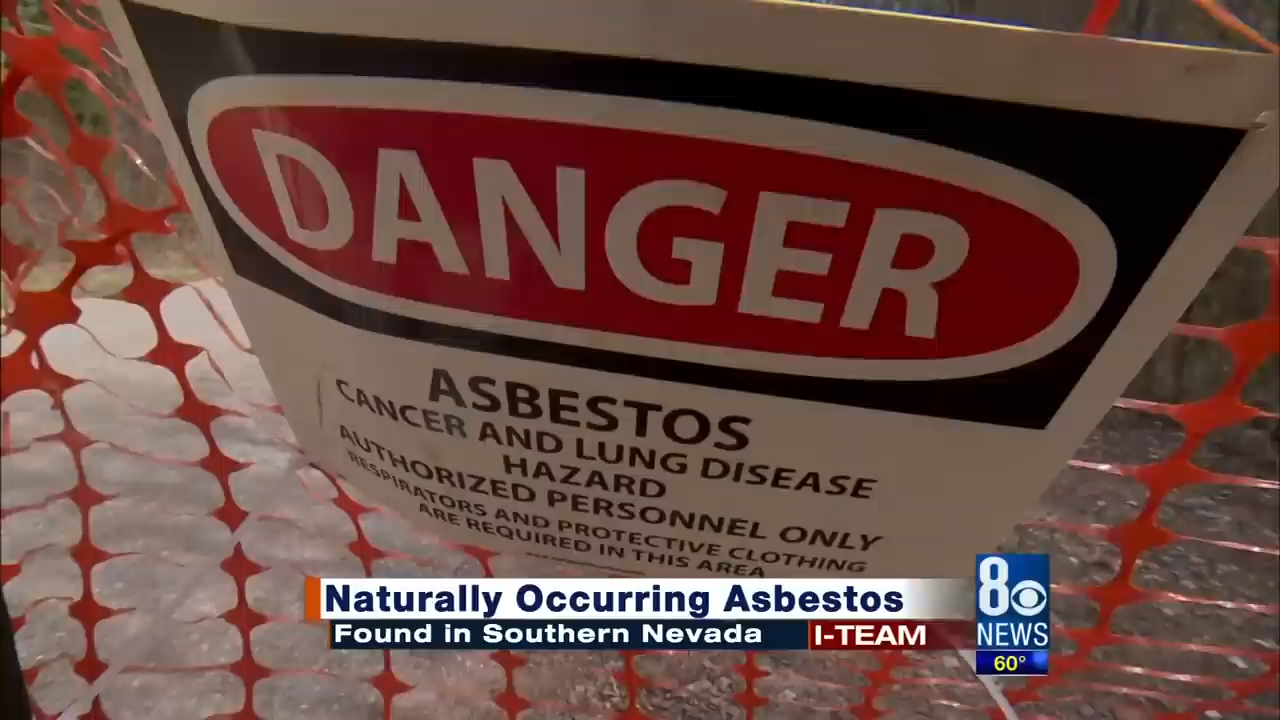 DANGER
ASBESTOS
CANCER AND LUNG DISEASE
HAZARD
AUTHORIZED PERSONNEL ONLY
RESPIRATORS AND PROTECTIVE CLOTHING
ARE REQUIRED IN THIS AREA
Naturally Occurring Asbestos
Found in Southern Nevada
I-TEAM
8
NEWS
60°